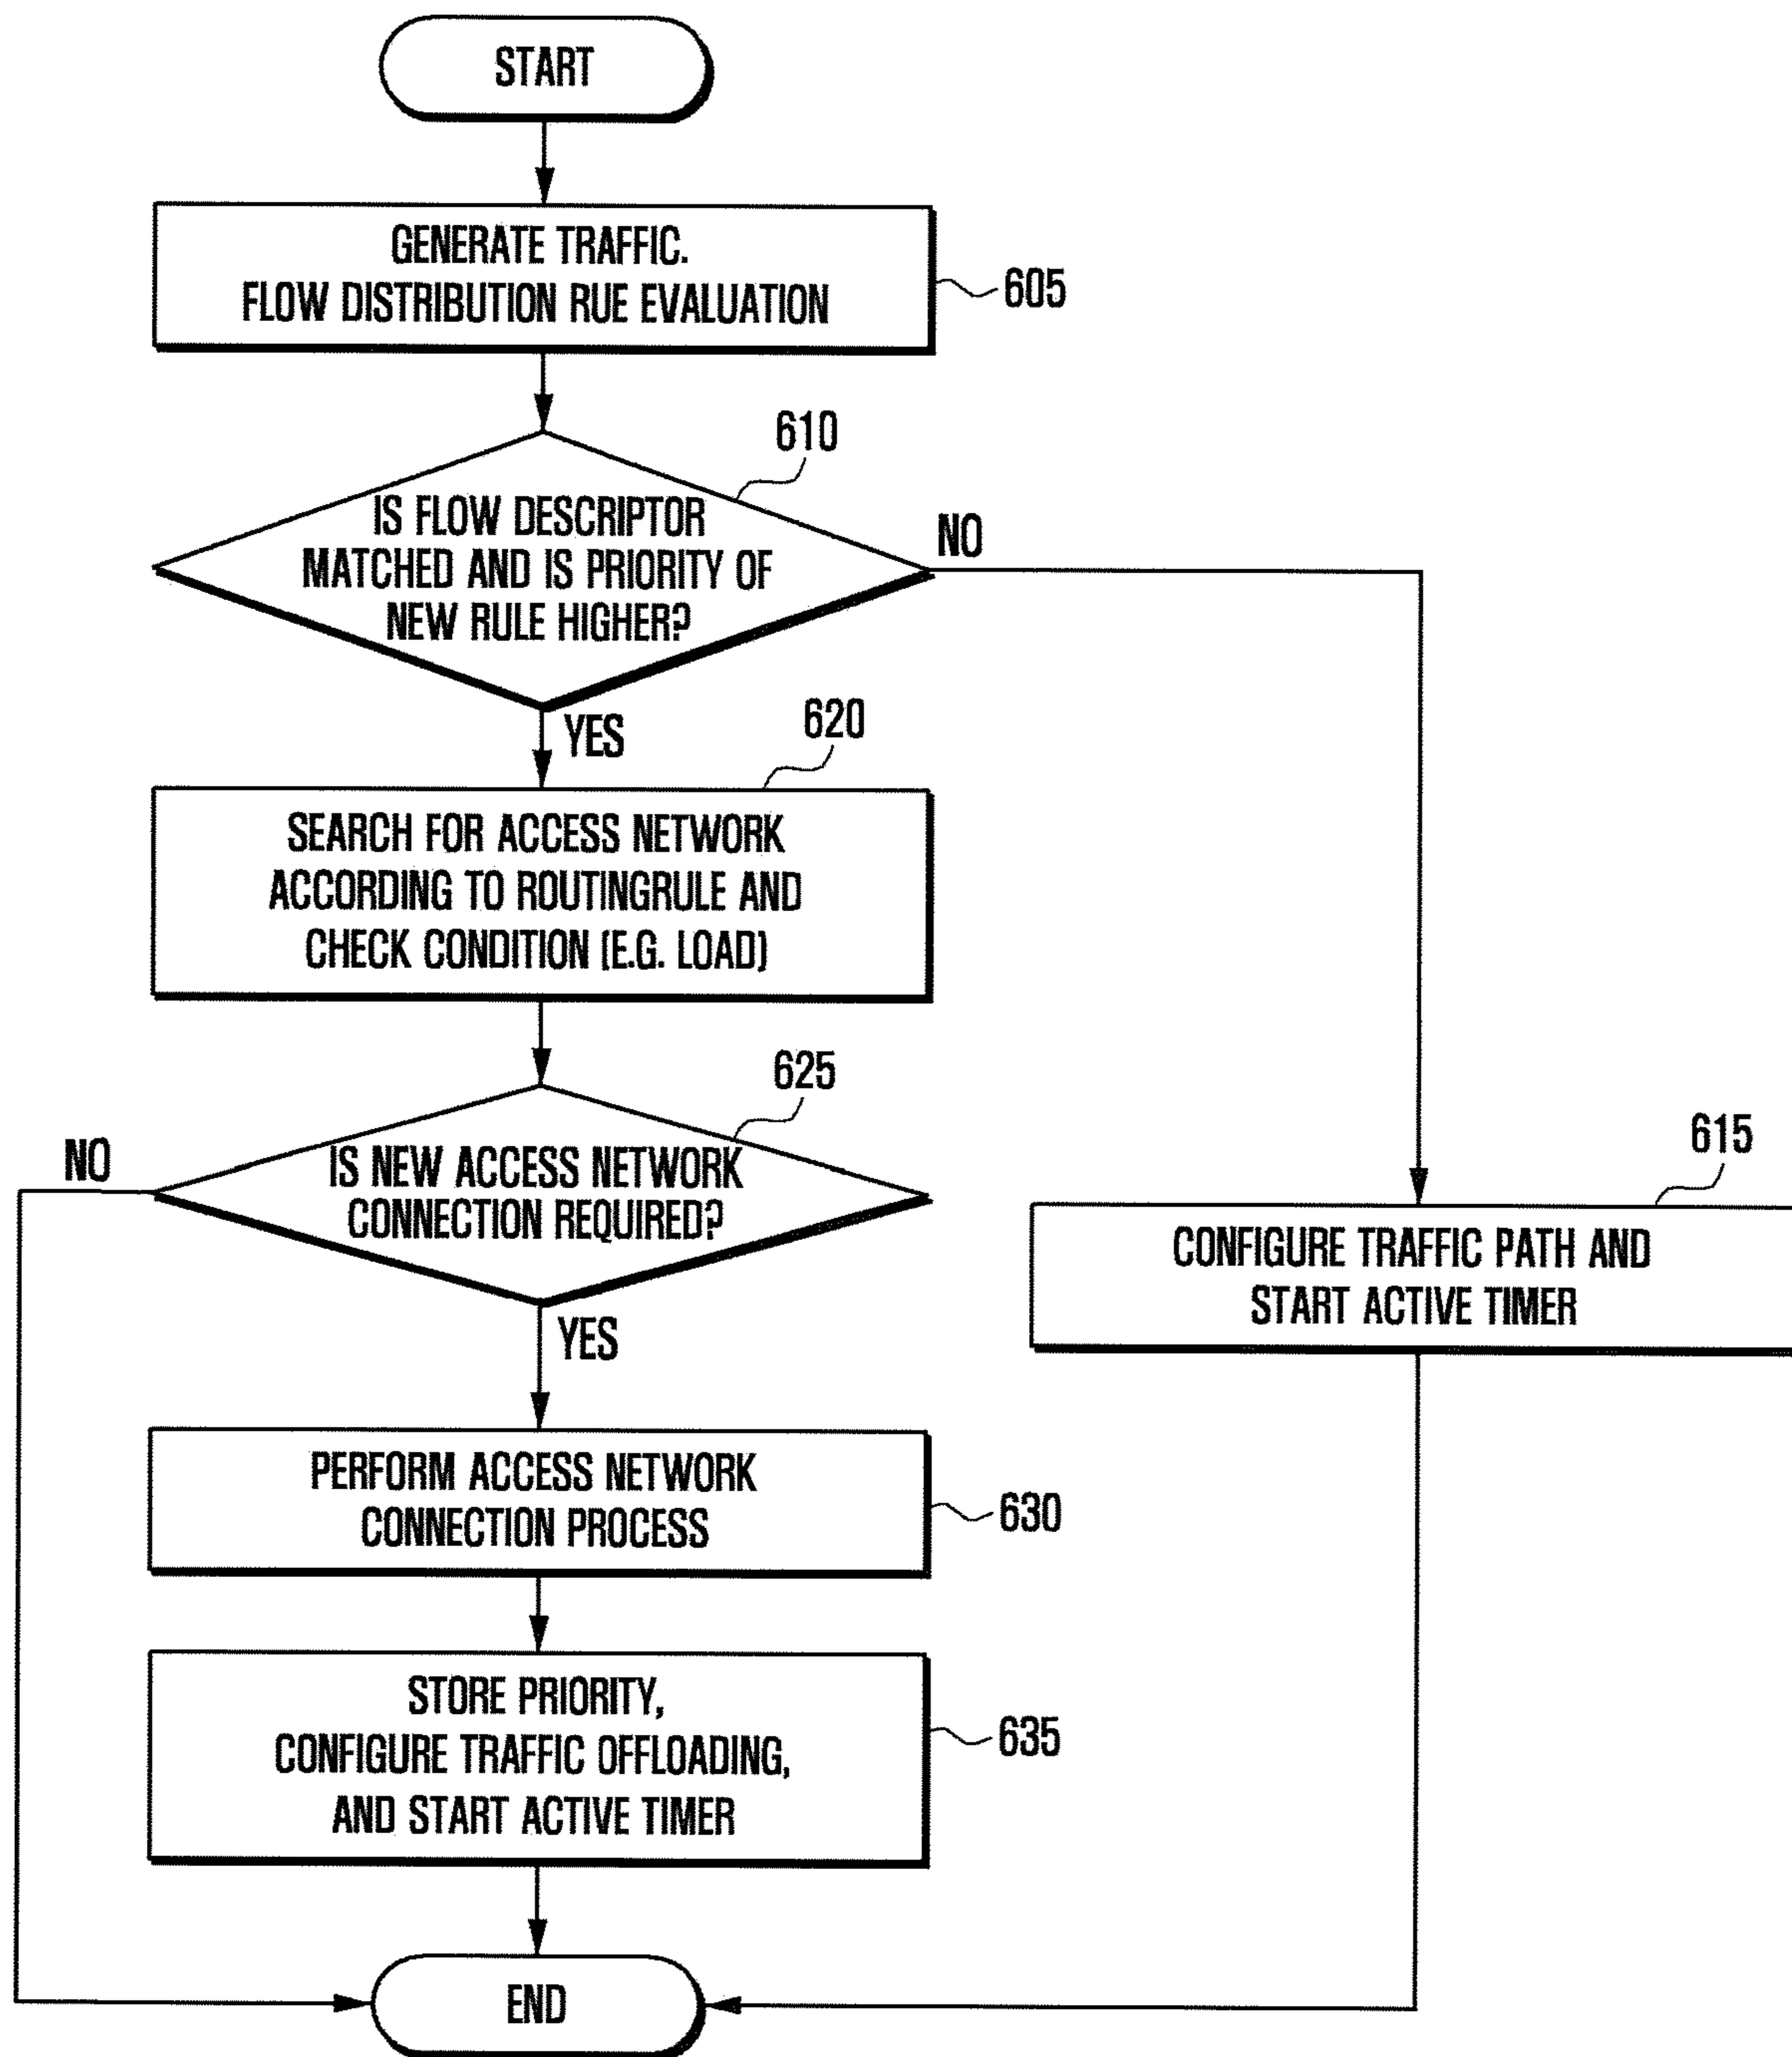 START
GENERATE TRAFFIC.
FLOW DISTRIBUTION RUE EVALUATION
605
610
IS FLOW DESCRIPTOR
MATCHED AND IS PRIORITY OF
NEW RULE HIGHER?
NO
YES
620
SEARCH FOR ACCESS NETWORK
ACCORDING TO ROUTINGRULE AND
CHECK CONDITION (E.G. LOAD)
625
NO
IS NEW ACCESS NETWORK
CONNECTION REQUIRED?
615
CONFIGURE TRAFFIC PATH AND
START ACTIVE TIMER
YES
PERFORM ACCESS NETWORK
CONNECTION PROCESS
630
STORE PRIORITY,
CONFIGURE TRAFFIC OFFLOADING,
AND START ACTIVE TIMER
635
END